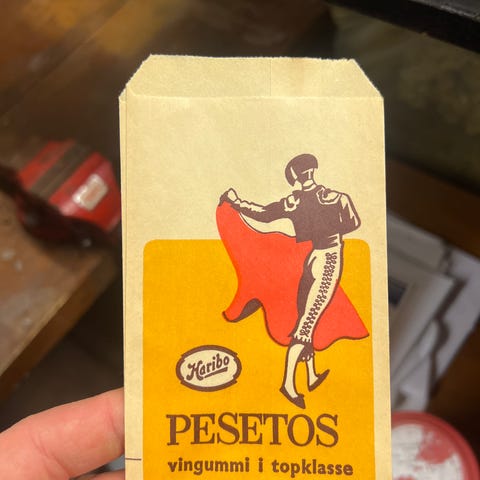 Haribo
PESETOS
vingummi i topklasse